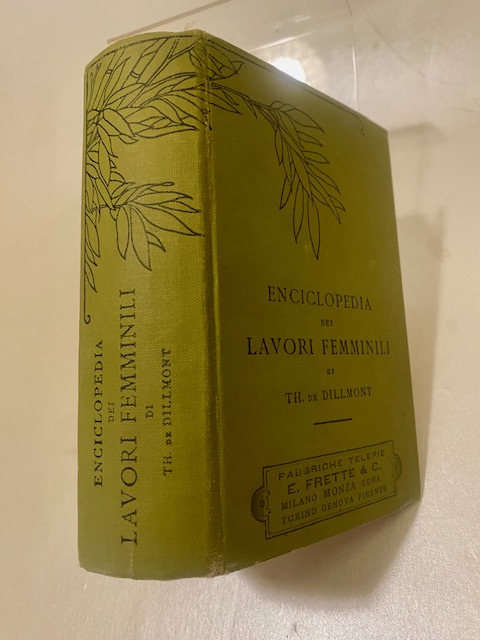 ENCICLOPEDIA
DEI
LAVORI FEMMINILI
DI
TH. DE DILLMONT
ENCICLOPEDIA
DEI
LAVORI FEMMINILI
DI
TH. DE DILLMONT
FABBRICHE TELERIE
E. FRETTE & C.
MILANO MONZA ROMA
TORINO GENOVA FIRENZE